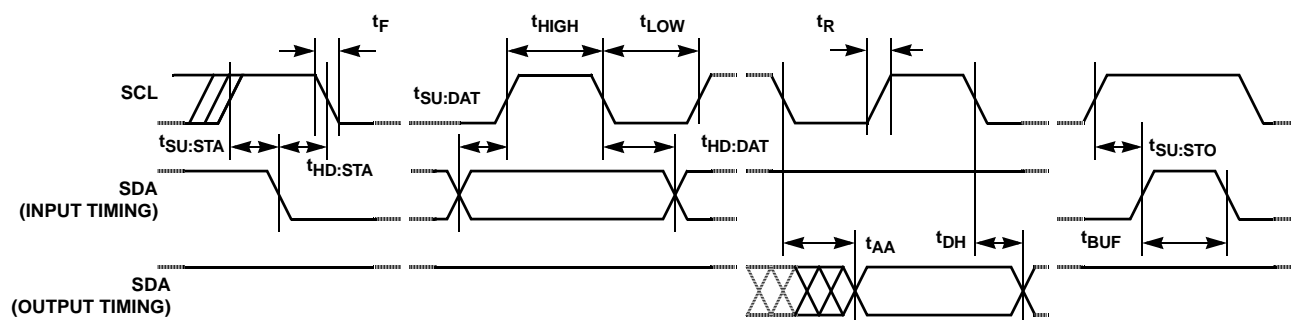 tF
tHIGH
tLOW
tR
SCL
tSU:DAT
tSU:STA
tHD:STA
tHD:DAT
tSU:STO
SDA
(INPUT TIMING)
tAA
tDH
tBUF
SDA
(OUTPUT TIMING)